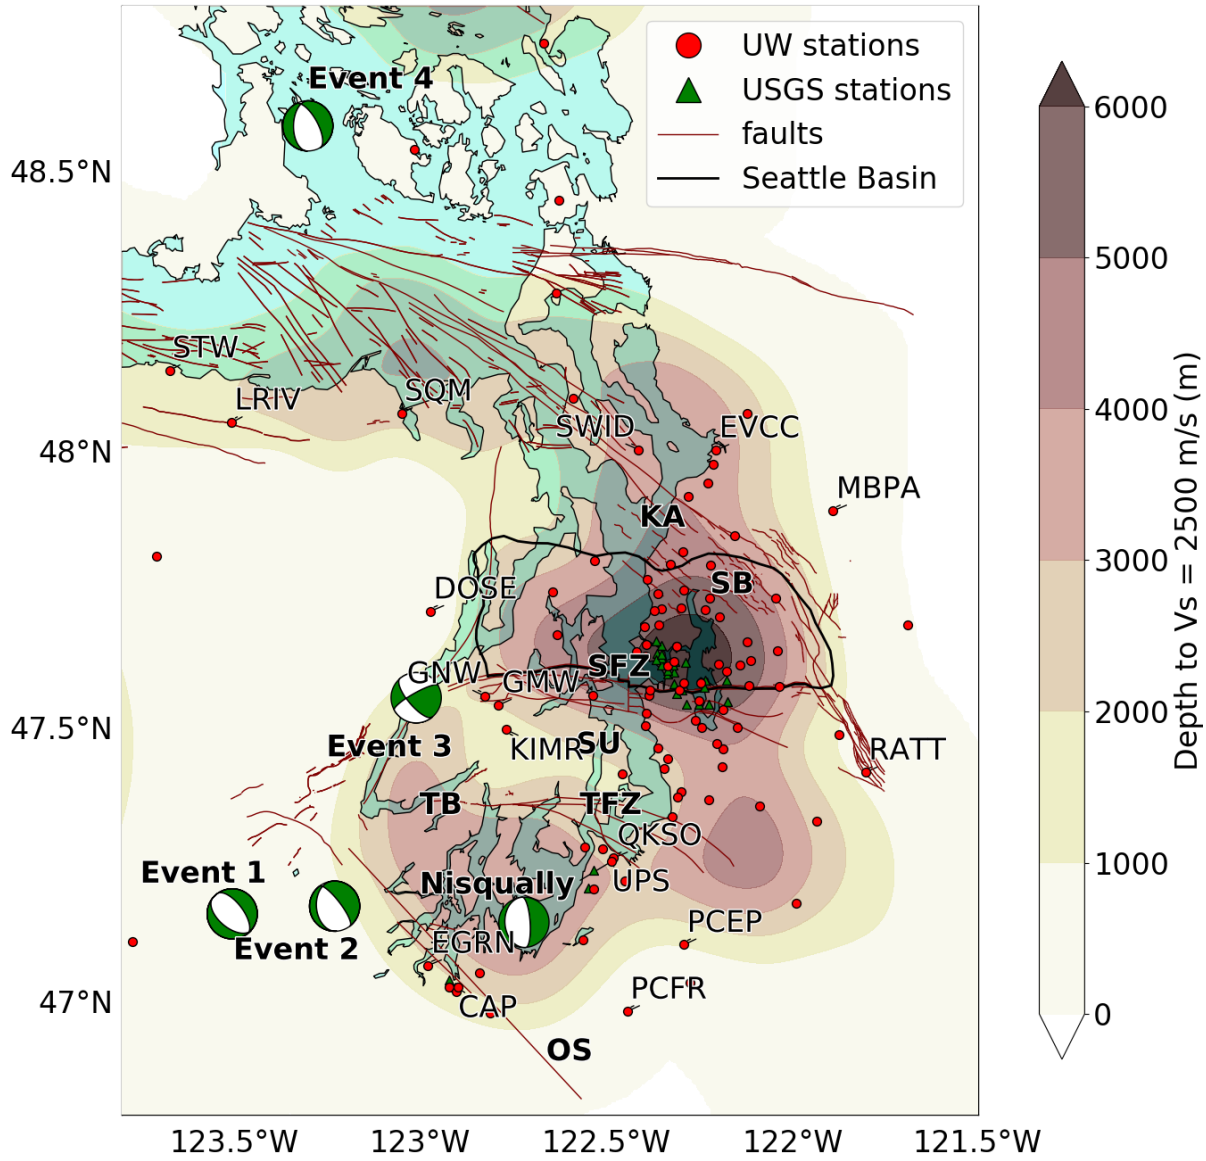 Event 4
UW stations
USGS stations
faults
Seattle Basin
48.5°N
48°N
47.5°N
47°N
STW
LRIV
SQM
SWID
EVCC
MBPA
KA
SB
DOSE
GNW
GMW
SFZ
Event 3
KIMR
SU
RATT
TB
TFZ
QKSO
Event 1
Nisqually
UPS
Event 2
EGRN
PCEP
CAP
PCFR
OS
123.5°W
123°W
122.5°W
122°W
121.5°W
6000
5000
4000
3000
2000
1000
0
Depth to Vs = 2500 m/s (m)